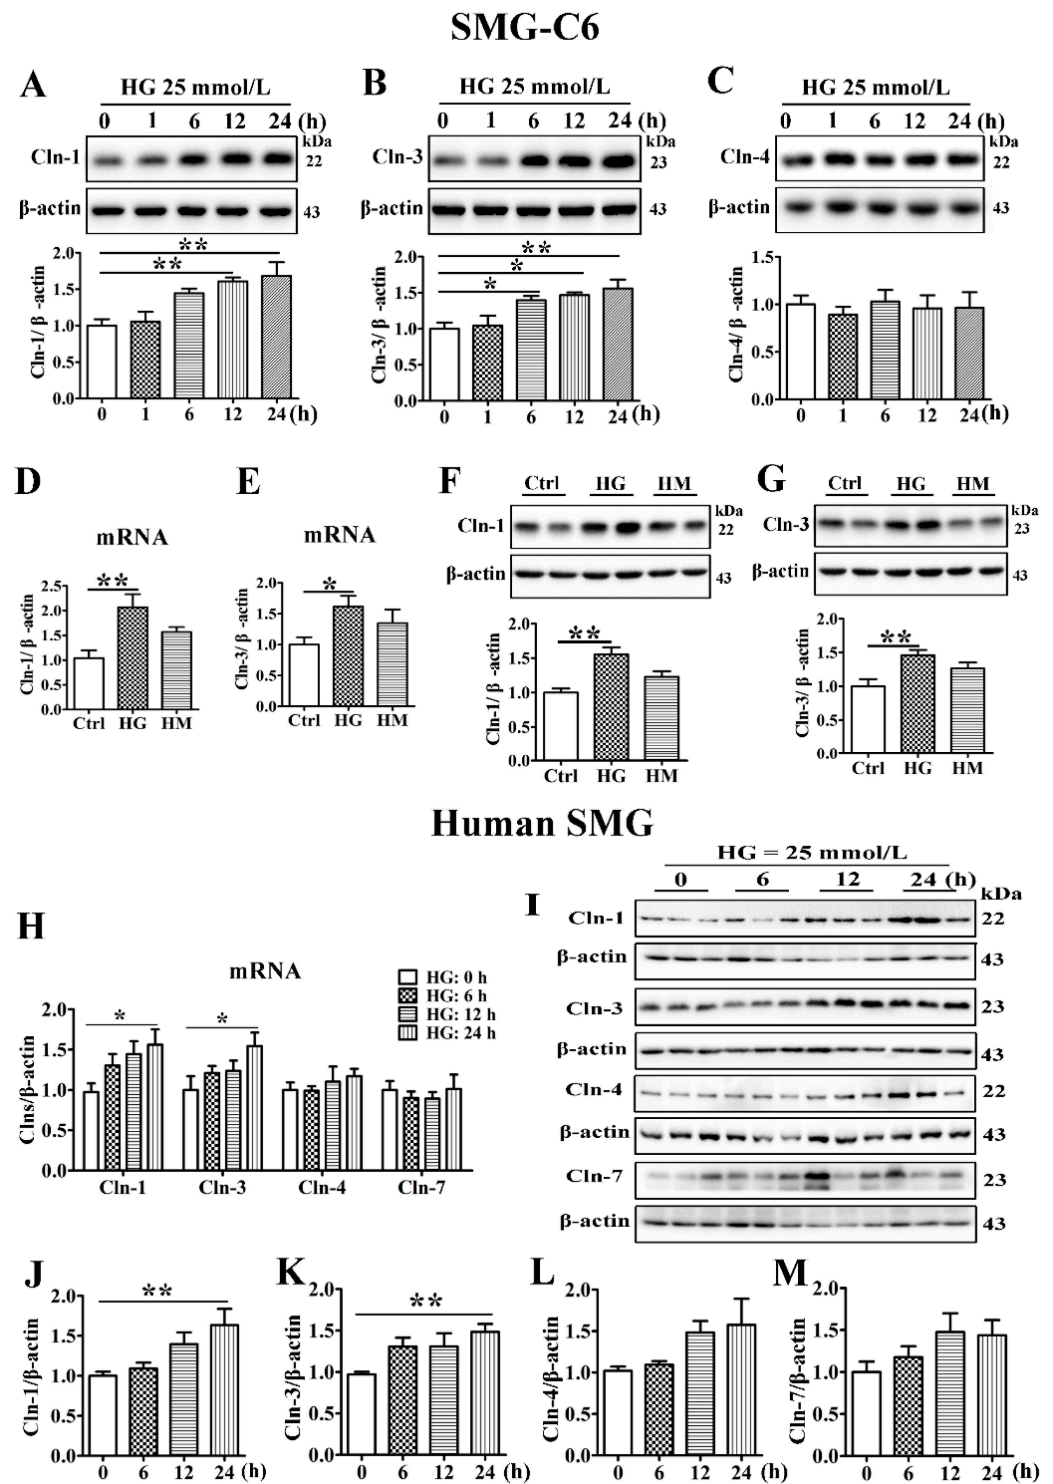 SMG-C6
A
HG 25 mmol/L
0 1 6 12 24 (h)
kDa
Cln-1 22
β-actin 43
**
**
Cln-1/ β -actin
2.0
1.5
1.0
0.5
0.0
0 1 6 12 24 (h)
B
HG 25 mmol/L
0 1 6 12 24 (h)
kDa
Cln-3 23
β-actin 43
**
*
*
Cln-3/ β -actin
2.0
1.5
1.0
0.5
0.0
0 1 6 12 24 (h)
C
HG 25 mmol/L
0 1 6 12 24 (h)
kDa
Cln-4 22
β-actin 43
Cln-4/ β -actin
1.5
1.0
0.5
0.0
0 1 6 12 24 (h)
D
mRNA
**
Cln-1/ β -actin
2.5
2.0
1.5
1.0
0.5
0.0
Ctrl HG HM
E
mRNA
*
Cln-3/ β -actin
2.0
1.5
1.0
0.5
0.0
Ctrl HG HM
F
Ctrl HG HM
kDa
Cln-1 22
β-actin 43
**
Cln-1/ β -actin
2.0
1.5
1.0
0.5
0.0
Ctrl HG HM
G
Ctrl HG HM
kDa
Cln-3 23
β-actin 43
**
Cln-3/ β -actin
2.0
1.5
1.0
0.5
0.0
Ctrl HG HM
Human SMG
H
mRNA
HG: 0 h
HG: 6 h
HG: 12 h
HG: 24 h
* *
Clns/β-actin
2.0
1.5
1.0
0.5
0.0
Cln-1 Cln-3 Cln-4 Cln-7
I
HG = 25 mmol/L
0 6 12 24 (h)
kDa
Cln-1 22
β-actin 43
Cln-3 23
β-actin 43
Cln-4 22
β-actin 43
Cln-7 23
β-actin 43
J
**
Cln-1/β-actin
2.0
1.5
1.0
0.5
0.0
0 6 12 24 (h)
K
**
Cln-3/β-actin
2.0
1.5
1.0
0.5
0.0
0 6 12 24 (h)
L
Cln-4/β-actin
2.0
1.5
1.0
0.5
0.0
0 6 12 24 (h)
M
Cln-7/β-actin
2.0
1.5
1.0
0.5
0.0
0 6 12 24 (h)